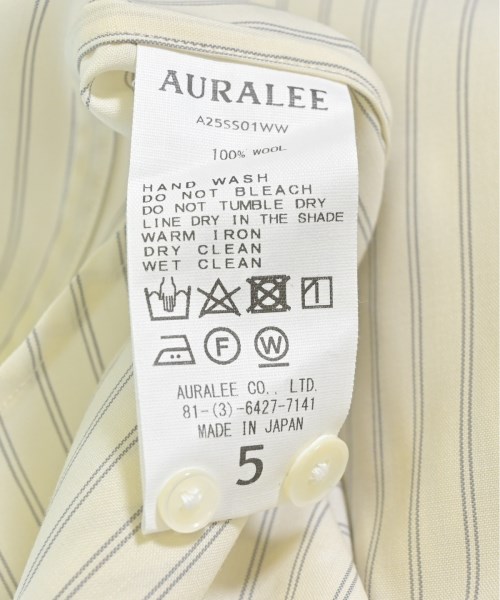 AURALEE
A25SS01WW
100% WOOL
HAND WASH
DO NOT BLEACH
DO NOT TUMBLE DRY
LINE DRY IN THE SHADE
WARM IRON
DRY CLEAN
WET CLEAN
F W
AURALEE CO., LTD.
81-(3)-6427-7141
MADE IN JAPAN
5